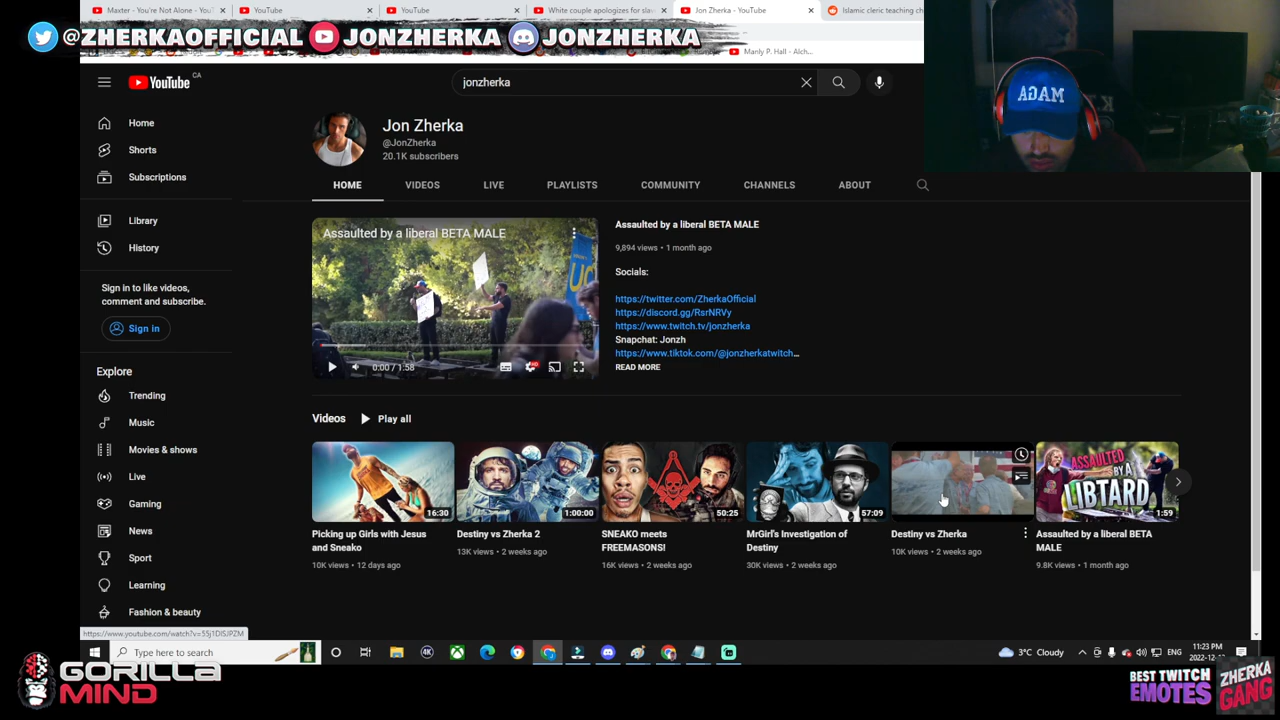 Maxter - You're Not Alone - You
YouTube
YouTube
White couple apologizes for slav
Jon Zherka - YouTube
Islamic cleric teaching ch
@ZHERKAOFFICIAL JONZHERKA JONZHERKA
Manly P. Hall - Alch...
YouTube CA
jonzherka
Home
Shorts
Subscriptions
Library
History
Sign in to like videos,
comment and subscribe.
Sign in
Explore
Trending
Music
Movies & shows
Live
Gaming
News
Sport
Learning
Fashion & beauty
Jon Zherka
@JonZherka
20.1K subscribers
HOME
VIDEOS
LIVE
PLAYLISTS
COMMUNITY
CHANNELS
ABOUT
Assaulted by a liberal BETA MALE
0:00 / 1:58
Assaulted by a liberal BETA MALE
9,894 views • 1 month ago
Socials:
https://twitter.com/ZherkaOfficial
https://discord.gg/RsrNRVy
https://www.twitch.tv/jonzherka
Snapchat: Jonzh
https://www.tiktok.com/@jonzherkatwitch...
READ MORE
Videos
Play all
16:30
Picking up Girls with Jesus
and Sneako
10K views • 12 days ago
1:00:00
Destiny vs Zherka 2
13K views • 2 weeks ago
50:25
SNEAKO meets
FREEMASONS!
16K views • 2 weeks ago
57:09
MrGirl's Investigation of
Destiny
30K views • 2 weeks ago
Destiny vs Zherka
10K views • 2 weeks ago
ASSAULTED
BY A
LIBTARD
1:59
Assaulted by a liberal BETA
MALE
9.8K views • 1 month ago
Type here to search
3°C Cloudy
ENG
11:23 PM
GORILLA
MIND
BEST TWITCH
EMOTES
ZHERKA
GANG